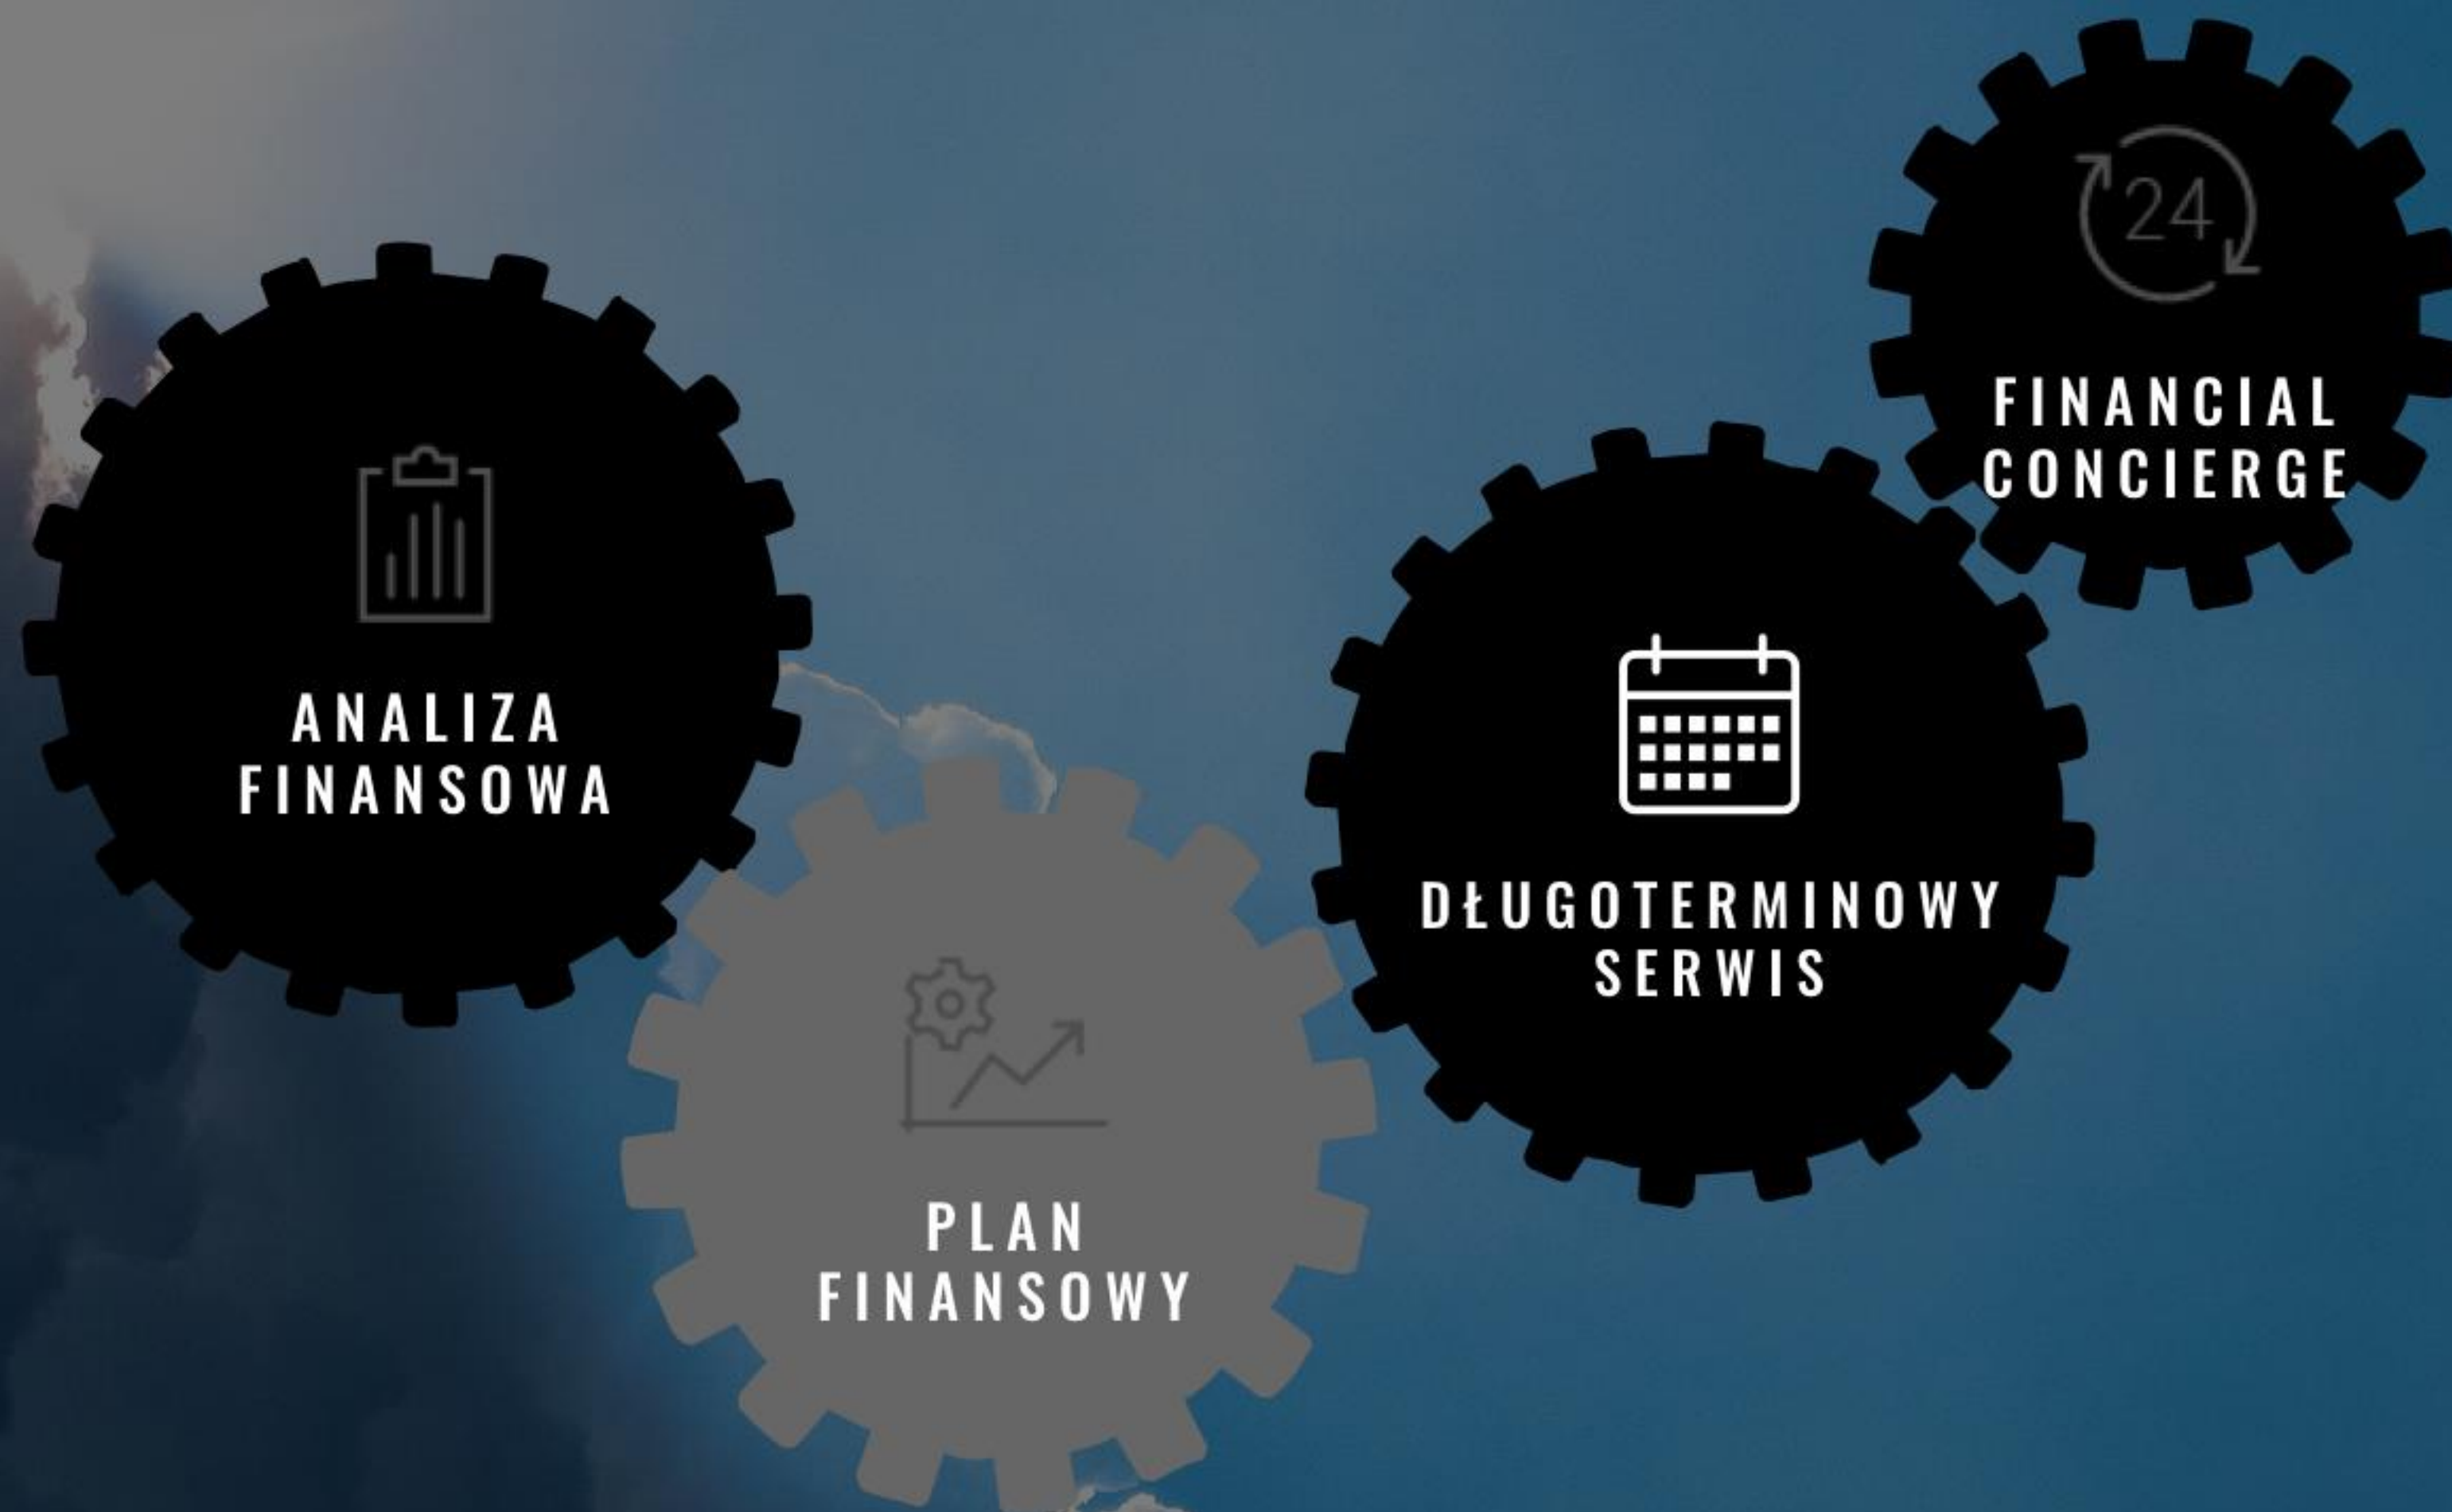 ANALIZA
FINANSOWA
PLAN
FINANSOWY
DŁUGOTERMINOWY
SERWIS
24
FINANCIAL
CONCIERGE